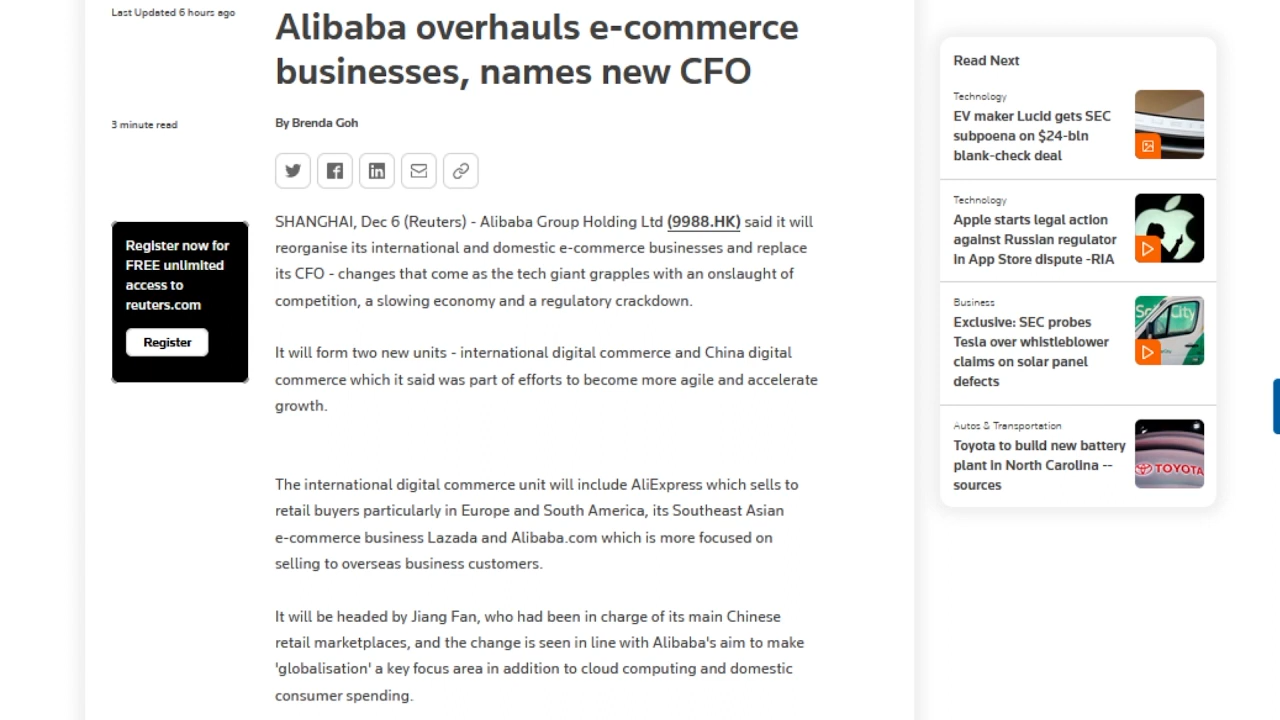 Last Updated 6 hours ago
Alibaba overhauls e-commerce
businesses, names new CFO
3 minute read
By Brenda Goh
Register now for
FREE unlimited
access to
reuters.com
Register
SHANGHAI, Dec 6 (Reuters) - Alibaba Group Holding Ltd (9988.HK) said it will
reorganise its international and domestic e-commerce businesses and replace
its CFO - changes that come as the tech giant grapples with an onslaught of
competition, a slowing economy and a regulatory crackdown.
It will form two new units - international digital commerce and China digital
commerce which it said was part of efforts to become more agile and accelerate
growth.
The international digital commerce unit will include AliExpress which sells to
retail buyers particularly in Europe and South America, its Southeast Asian
e-commerce business Lazada and Alibaba.com which is more focused on
selling to overseas business customers.
It will be headed by Jiang Fan, who had been in charge of its main Chinese
retail marketplaces, and the change is seen in line with Alibaba's aim to make
'globalisation' a key focus area in addition to cloud computing and domestic
consumer spending.
Read Next
Technology
EV maker Lucid gets SEC
subpoena on $24-bln
blank-check deal
Technology
Apple starts legal action
against Russian regulator
in App Store dispute -RIA
Business
Exclusive: SEC probes
Tesla over whistleblower
claims on solar panel
defects
Autos & Transportation
Toyota to build new battery
plant in North Carolina --
sources
TOYOTA